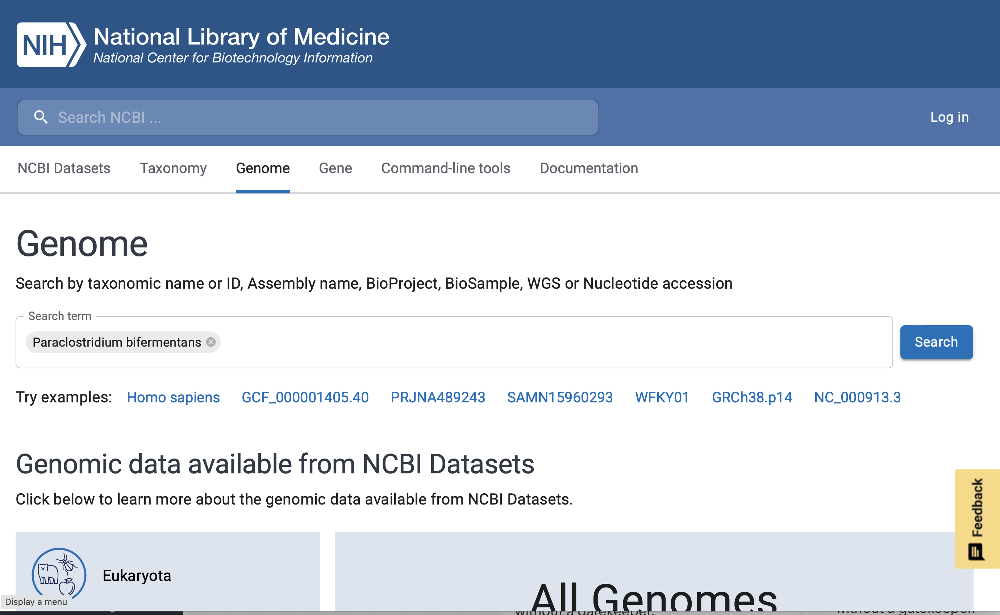 NIH National Library of Medicine
National Center for Biotechnology Information
Search NCBI ...
Log in
NCBI Datasets Taxonomy Genome Gene Command-line tools Documentation
Genome
Search by taxonomic name or ID, Assembly name, BioProject, BioSample, WGS or Nucleotide accession
Search term
Paraclostridium bifermentans
Search
Try examples: Homo sapiens GCF_000001405.40 PRJNA489243 SAMN15960293 WFKY01 GRCh38.p14 NC_000913.3
Genomic data available from NCBI Datasets
Click below to learn more about the genomic data available from NCBI Datasets.
Feedback
Eukaryota
All Genomes
Display a menu
without a gatekeeper.